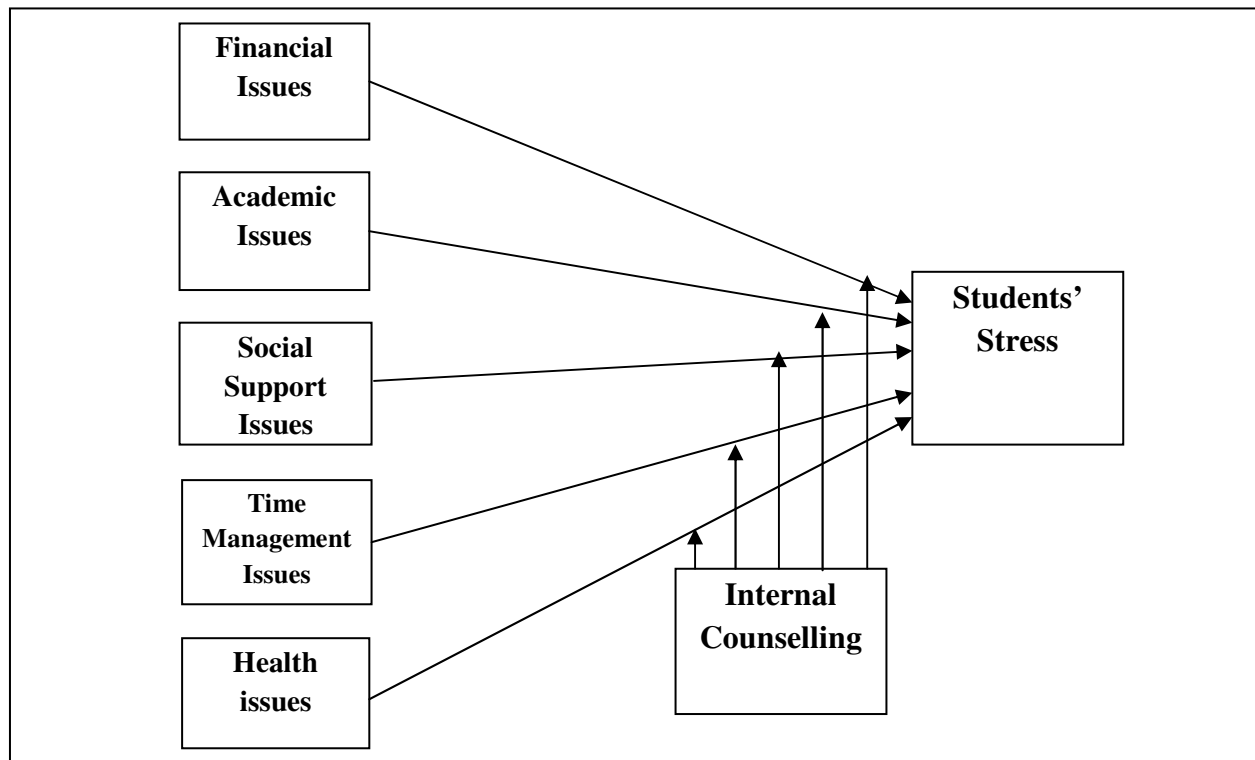 Financial
Issues
Academic
Issues
Social
Support
Issues
Time
Management
Issues
Health
issues
Students’
Stress
Internal
Counselling